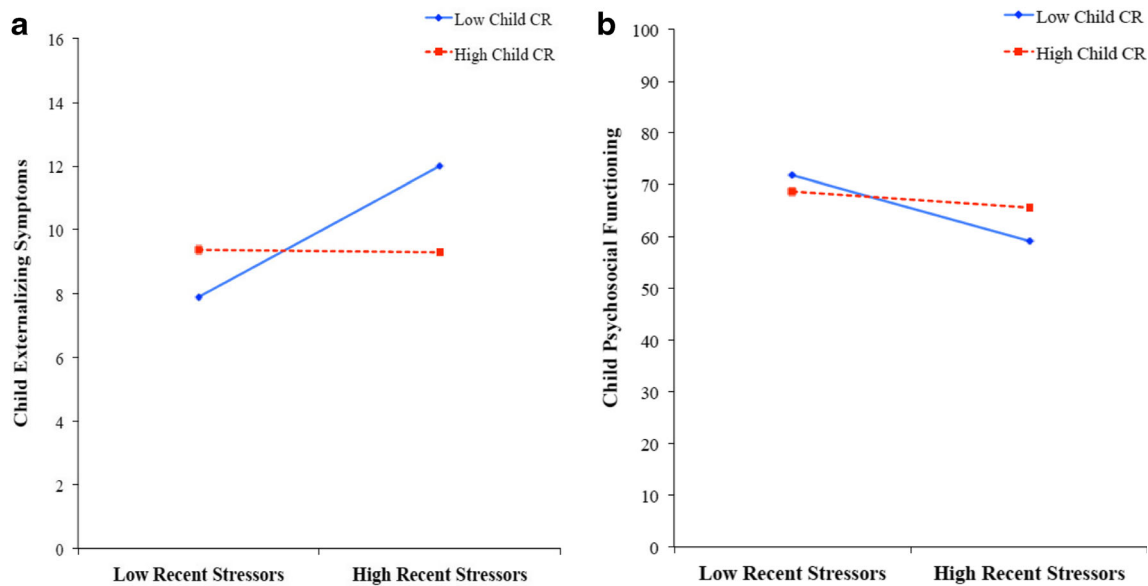 a
Low Child CR
High Child CR
Child Externalizing Symptoms
16
14
12
10
8
6
4
2
0
Low Recent Stressors
High Recent Stressors
b
Low Child CR
High Child CR
Child Psychosocial Functioning
100
90
80
70
60
50
40
30
20
10
0
Low Recent Stressors
High Recent Stressors